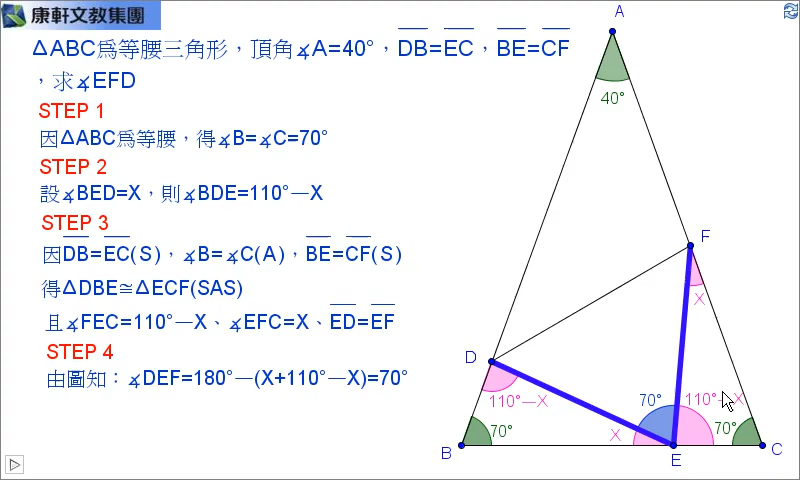 康軒文教集團
ΔABC為等腰三角形，頂角∡A=40°，DB=EC，BE=CF
，求∡EFD
STEP 1
因ΔABC為等腰，得∡B=∡C=70°
STEP 2
設∡BED=X，則∡BDE=110°—X
STEP 3
因DB=EC(S)，∡B=∡C(A)，BE=CF(S)
得ΔDBE≅ΔECF(SAS)
且∡FEC=110°—X、∡EFC=X、ED=EF
STEP 4
由圖知：∡DEF=180°—(X+110°—X)=70°
A
40°
F
X
D
110°—X
70°
110°—X
70°
X
70°
B
E
C